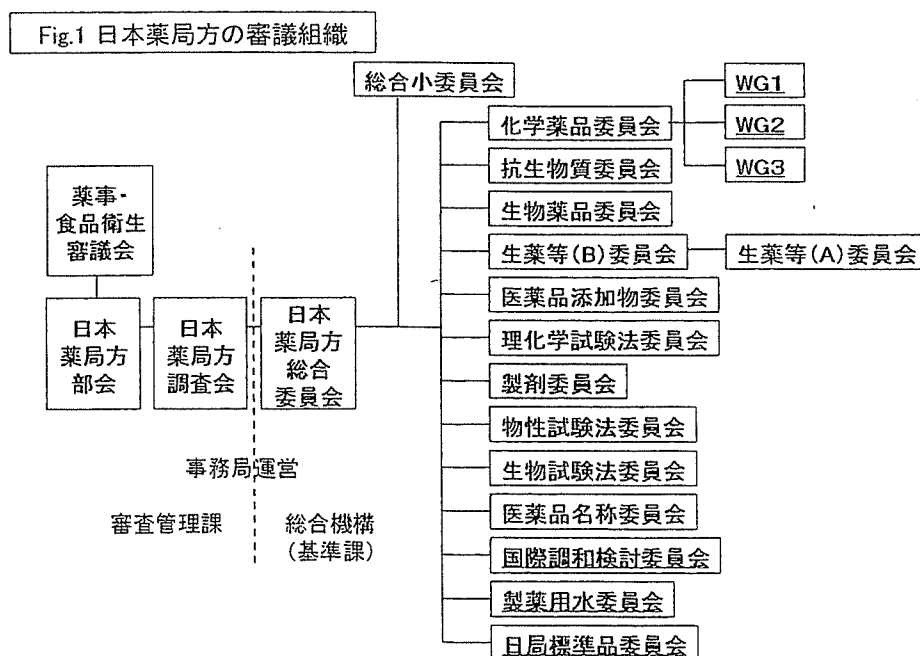 Fig.1 日本薬局方の審議組織
総合小委員会
化学薬品委員会
WG1
WG2
WG3
抗生物質委員会
生物薬品委員会
生薬等(B)委員会
生薬等(A)委員会
医薬品添加物委員会
理化学試験法委員会
製剤委員会
物性試験法委員会
生物試験法委員会
医薬品名称委員会
国際調和検討委員会
製薬用水委員会
日局標準品委員会
薬事・
食品衛生
審議会
日本
薬局方
部会
日本
薬局方
調査会
日本
薬局方
総合
委員会
事務局運営
審査管理課
総合機構
(基準課)